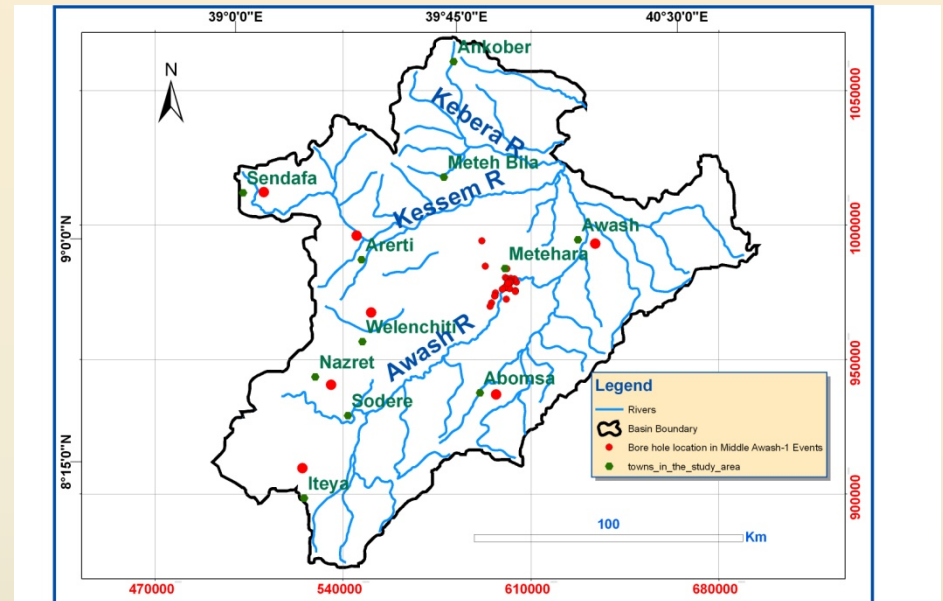 39°0'0"E 39°45'0"E 40°30'0"E
N
Ankober
1050000
Kebera R
Meteh Bila
Sendafa
Kessem R
Awash
1000000
9°0'0"N
Arerti
Metehara
Welenchiti
Awash R
950000
Nazret
Abomsa
Sodere
Legend
Rivers
Basin Boundary
Bore hole location in Middle Awash-1 Events
towns_in_the_study_area
8°15'0"N
Iteya
900000
100
Km
470000 540000 610000 680000